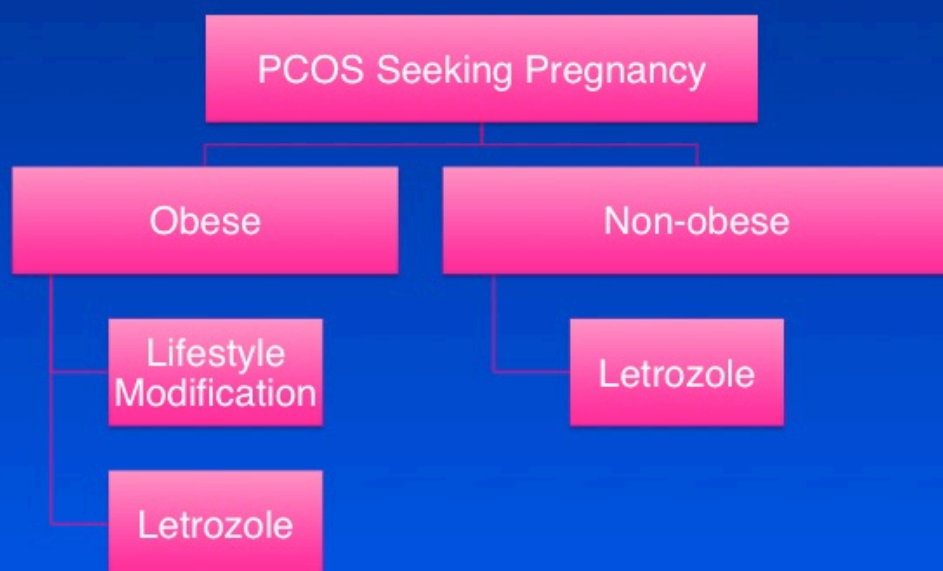 PCOS Seeking Pregnancy
Obese
Non-obese
Lifestyle
Modification
Letrozole
Letrozole